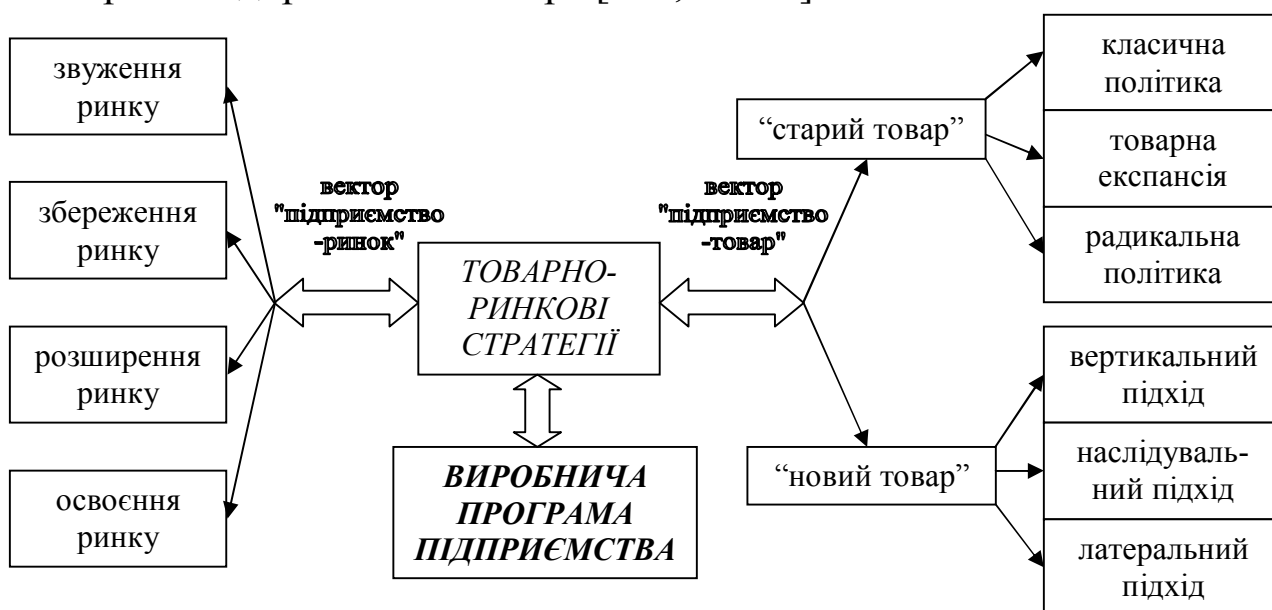 звуження
ринку
збереження
ринку
розширення
ринку
освоєння
ринку
вектор
"підприємство
-ринок"
ТОВАРНО-
РИНКОВІ
СТРАТЕГІЇ
ВИРОБНИЧА
ПРОГРАМА
ПІДПРИЄМСТВА
вектор
"підприємство
-товар"
“старий товар”
“новий товар”
класична
політика
товарна
експансія
радикальна
політика
вертикальний
підхід
наслідуваль-
ний підхід
латеральний
підхід